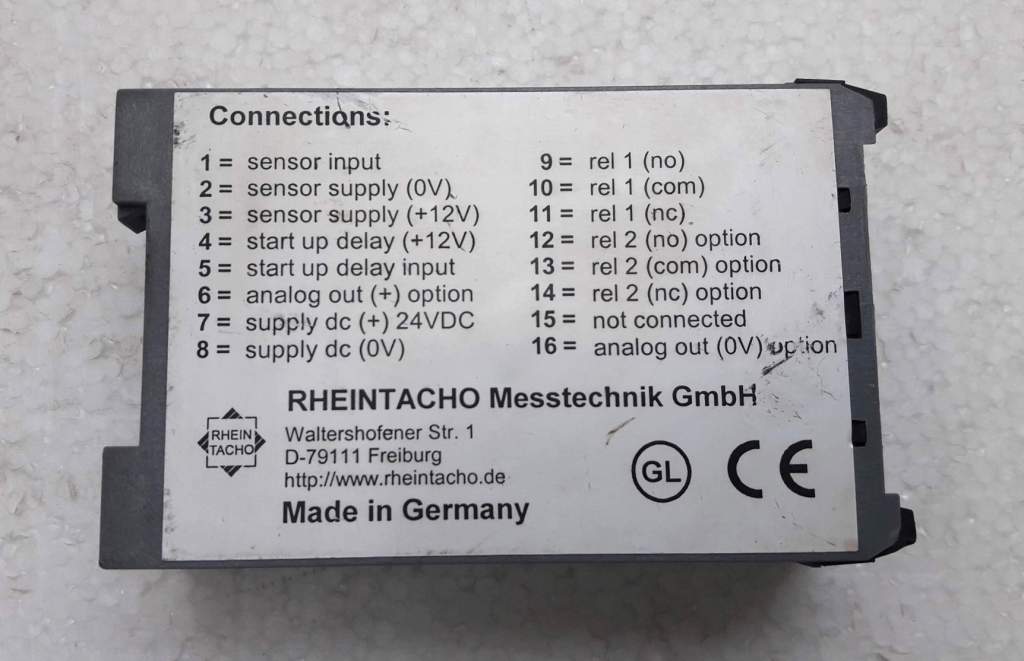 Connections:
1 = sensor input
2 = sensor supply (0V)
3 = sensor supply (+12V)
4 = start up delay (+12V)
5 = start up delay input
6 = analog out (+) option
7 = supply dc (+) 24VDC
8 = supply dc (0V)
9 = rel 1 (no)
10 = rel 1 (com)
11 = rel 1 (nc)
12 = rel 2 (no) option
13 = rel 2 (com) option
14 = rel 2 (nc) option
15 = not connected
16 = analog out (0V) option
RHEINTACHO Messtechnik GmbH
RHEIN
TACHO
Waltershofener Str. 1
D-79111 Freiburg
http://www.rheintacho.de
Made in Germany
GL
CE